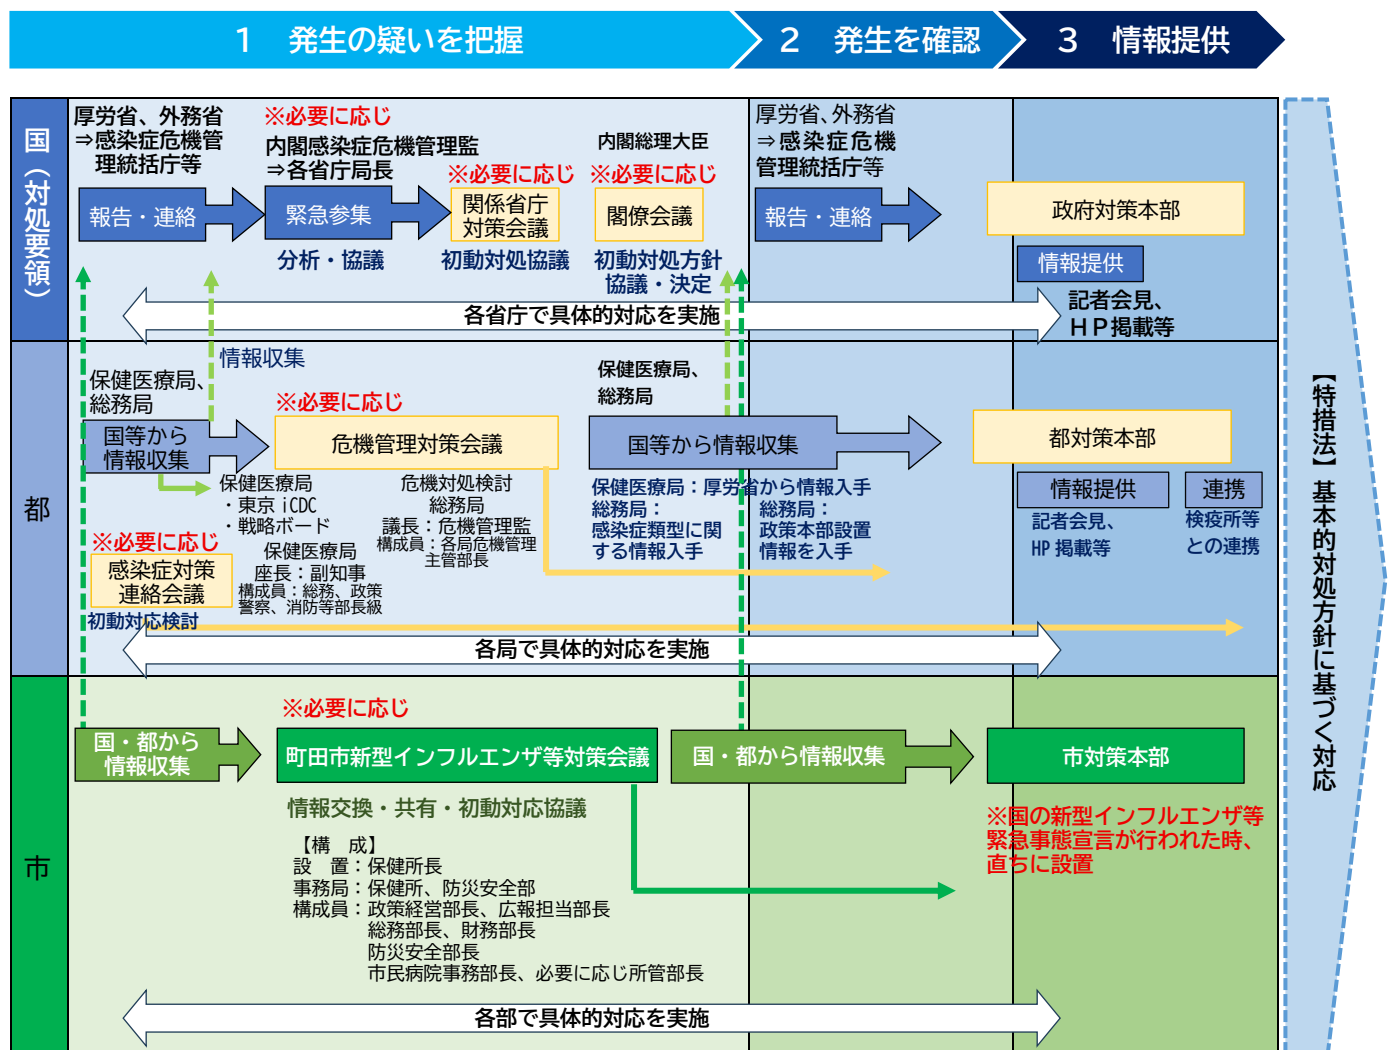 1　発生の疑いを把握
2　発生を確認
3　情報提供
国（対処要領）
厚労省、外務省
⇒感染症危機管
理統括庁等
報告・連絡
※必要に応じ
内閣感染症危機管理監
⇒各省庁局長
緊急参集
分析・協議
※必要に応じ
関係省庁
対策会議
初動対処協議
内閣総理大臣
※必要に応じ
閣僚会議
初動対処方針
協議・決定
厚労省、外務省
⇒感染症危機
管理統括庁等
報告・連絡
政府対策本部
情報提供
記者会見、
ＨＰ掲載等
各省庁で具体的対応を実施
都
情報収集
保健医療局、
総務局
国等から
情報収集
※必要に応じ
危機管理対策会議
保健医療局
・東京 iCDC
・戦略ボード
危機対処検討
総務局
議長：危機管理監
構成員：各局危機管理
主管部長
※必要に応じ
感染症対策
連絡会議
初動対応検討
保健医療局
座長：副知事
構成員：総務、政策
警察、消防等部長級
保健医療局、
総務局
国等から情報収集
保健医療局：厚労省から情報入手
総務局：
感染症類型に関
する情報入手
総務局：
政策本部設置
情報を入手
都対策本部
情報提供
記者会見、
HP 掲載等
連携
検疫所等
との連携
各局で具体的対応を実施
市
国・都から
情報収集
※必要に応じ
町田市新型インフルエンザ等対策会議
情報交換・共有・初動対応協議
【構　成】
設　置：保健所長
事務局：保健所、防災安全部
構成員：政策経営部長、広報担当部長
総務部長、財務部長
防災安全部長
市民病院事務部長、必要に応じ所管部長
国・都から情報収集
市対策本部
※国の新型インフルエンザ等
緊急事態宣言が行われた時、
直ちに設置
各部で具体的対応を実施
【特措法】基本的対処方針に基づく対応